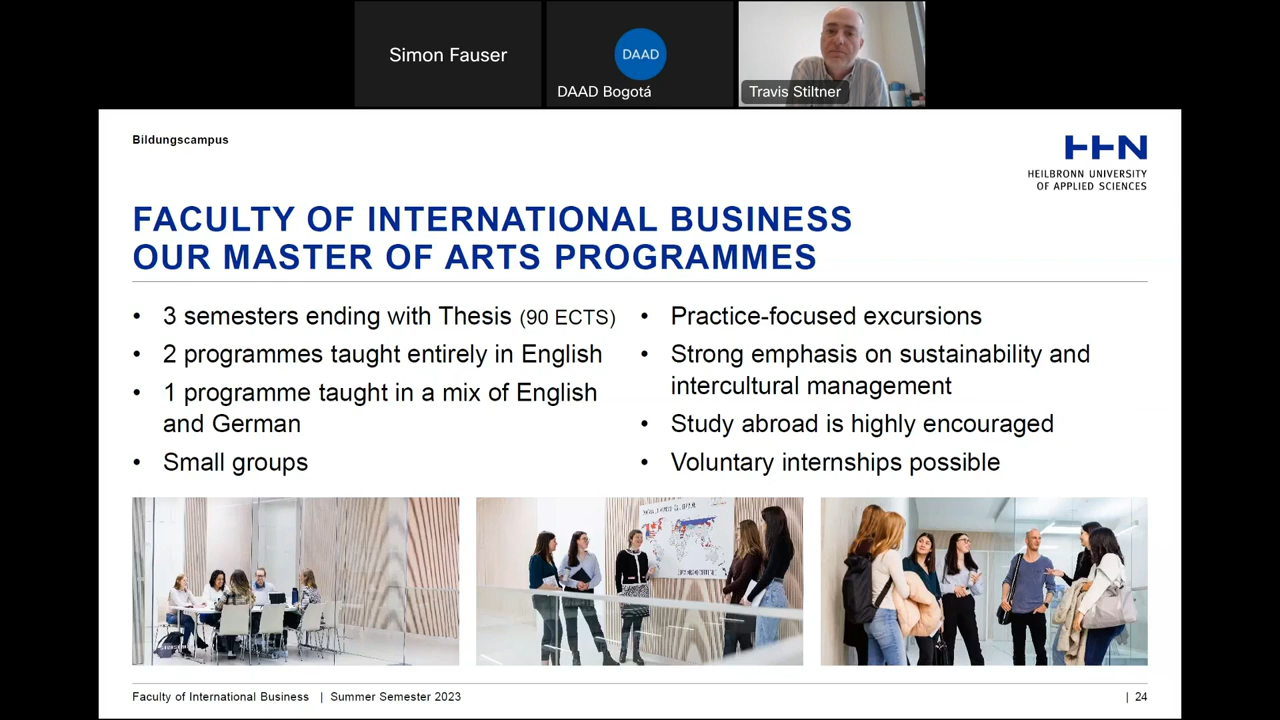 Simon Fauser
DAAD
DAAD Bogotá
Travis Stiltner
Bildungscampus
HHN
HEILBRONN UNIVERSITY
OF APPLIED SCIENCES
FACULTY OF INTERNATIONAL BUSINESS
OUR MASTER OF ARTS PROGRAMMES
• 3 semesters ending with Thesis (90 ECTS)
• 2 programmes taught entirely in English
• 1 programme taught in a mix of English
and German
• Small groups
• Practice-focused excursions
• Strong emphasis on sustainability and
intercultural management
• Study abroad is highly encouraged
• Voluntary internships possible
Faculty of International Business | Summer Semester 2023
| 24